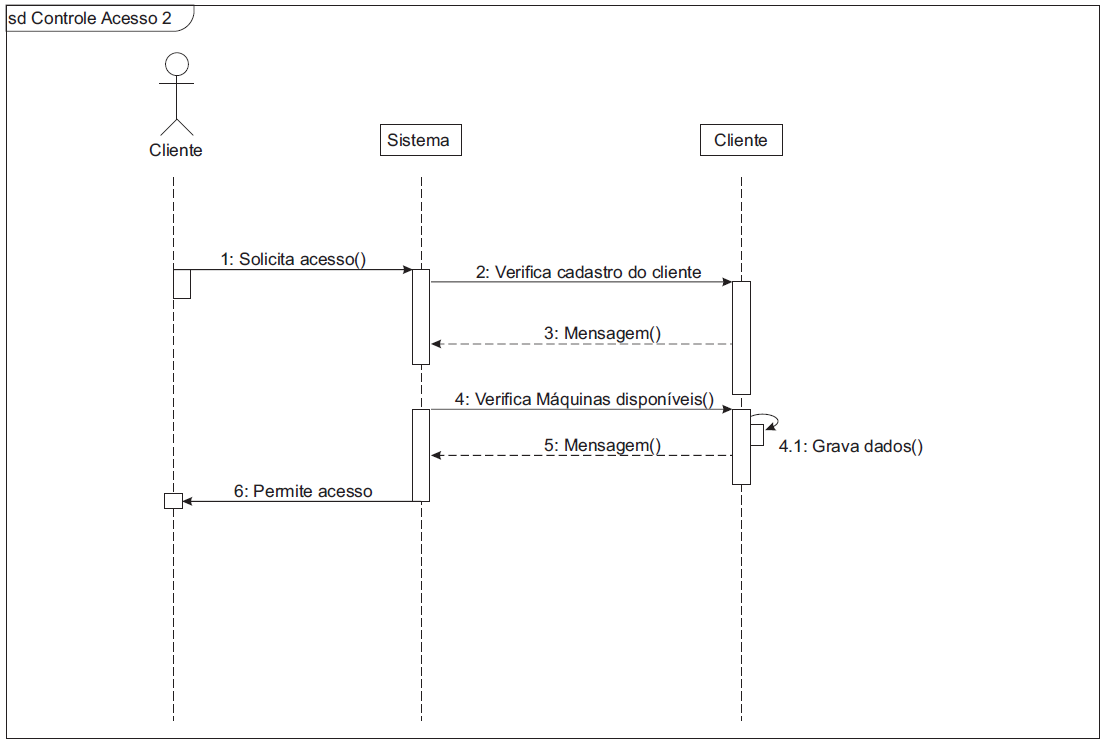 sd Controle Acesso 2
Cliente
Sistema
Cliente
1: Solicita acesso()
2: Verifica cadastro do cliente
3: Mensagem()
4: Verifica Máquinas disponíveis()
4.1: Grava dados()
5: Mensagem()
6: Permite acesso